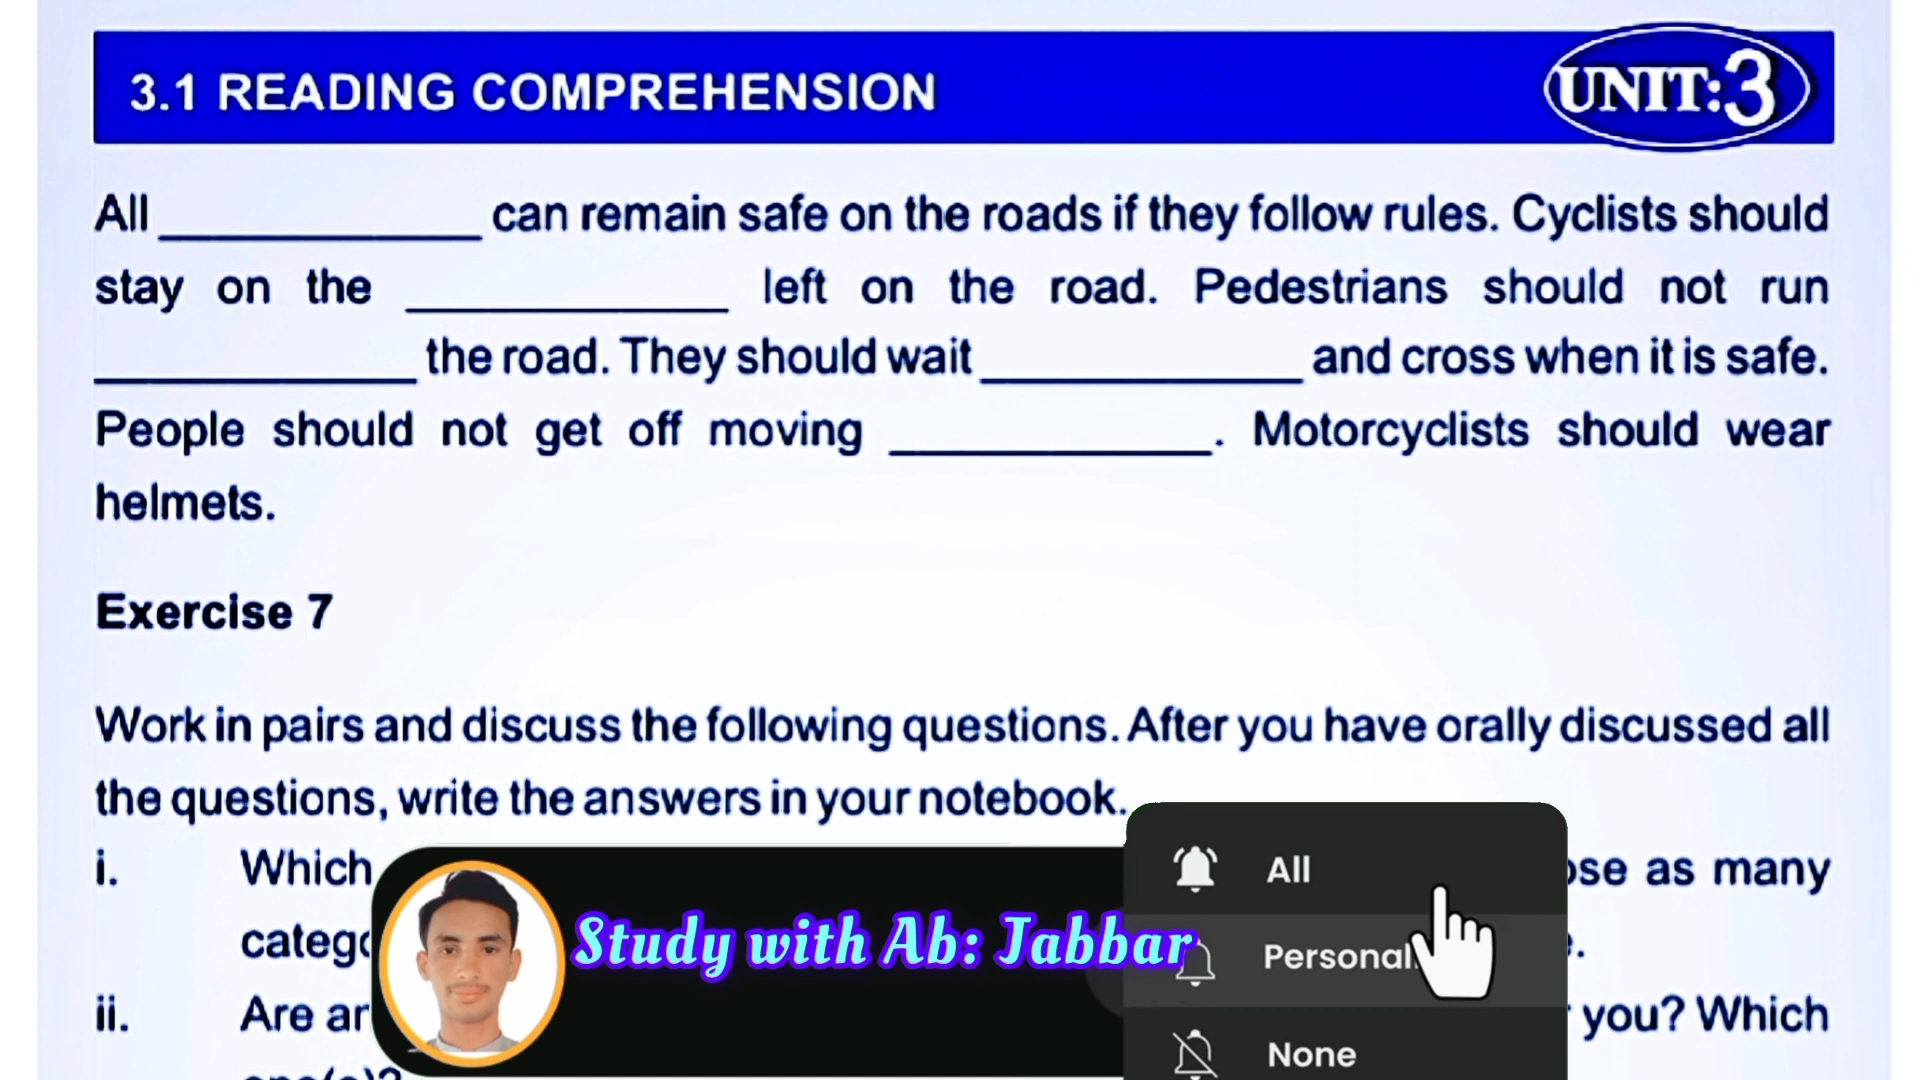 3.1 READING COMPREHENSION
UNIT:3
All ____________ can remain safe on the roads if they follow rules. Cyclists should
stay on the ____________ left on the road. Pedestrians should not run
____________ the road. They should wait ____________ and cross when it is safe.
People should not get off moving ____________. Motorcyclists should wear
helmets.
Exercise 7
Work in pairs and discuss the following questions. After you have orally discussed all
the questions, write the answers in your notebook.
i. Which as many
ii. Are you? Which
Study with Ab: Jabbar
All
Personal
None